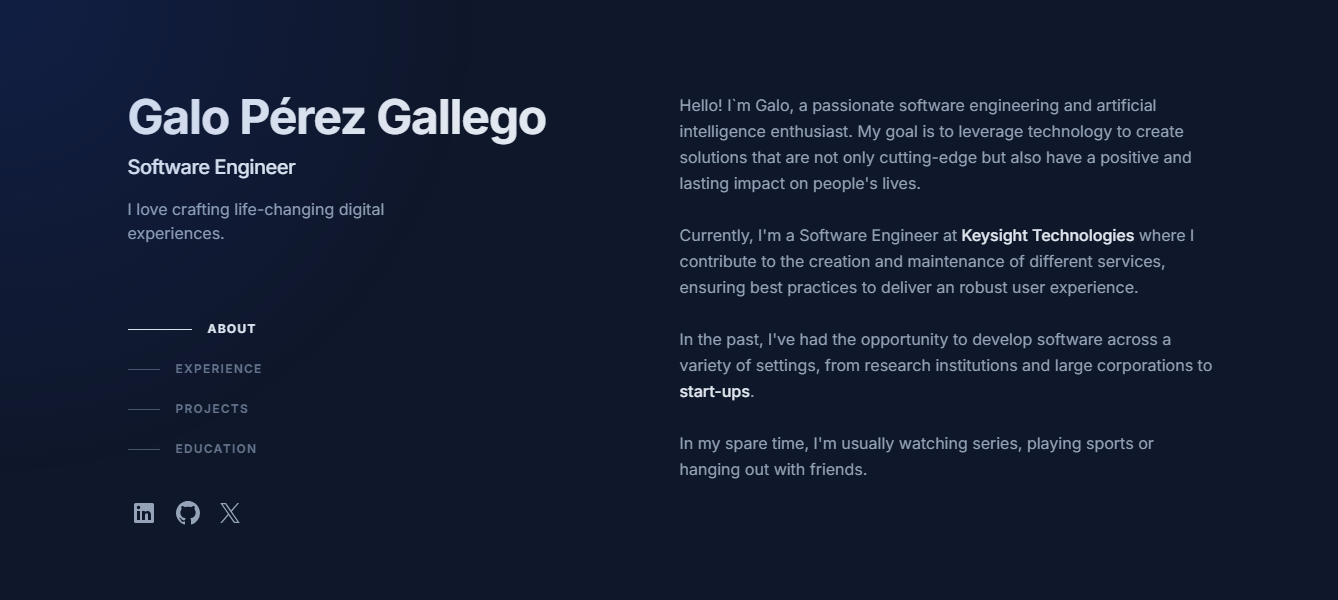 Galo Pérez Gallego
Software Engineer
I love crafting life-changing digital
experiences.
ABOUT
EXPERIENCE
PROJECTS
EDUCATION
in
Hello! I`m Galo, a passionate software engineering and artificial
intelligence enthusiast. My goal is to leverage technology to create
solutions that are not only cutting-edge but also have a positive and
lasting impact on people's lives.
Currently, I'm a Software Engineer at Keysight Technologies where I
contribute to the creation and maintenance of different services,
ensuring best practices to deliver an robust user experience.
In the past, I've had the opportunity to develop software across a
variety of settings, from research institutions and large corporations to
start-ups.
In my spare time, I'm usually watching series, playing sports or
hanging out with friends.